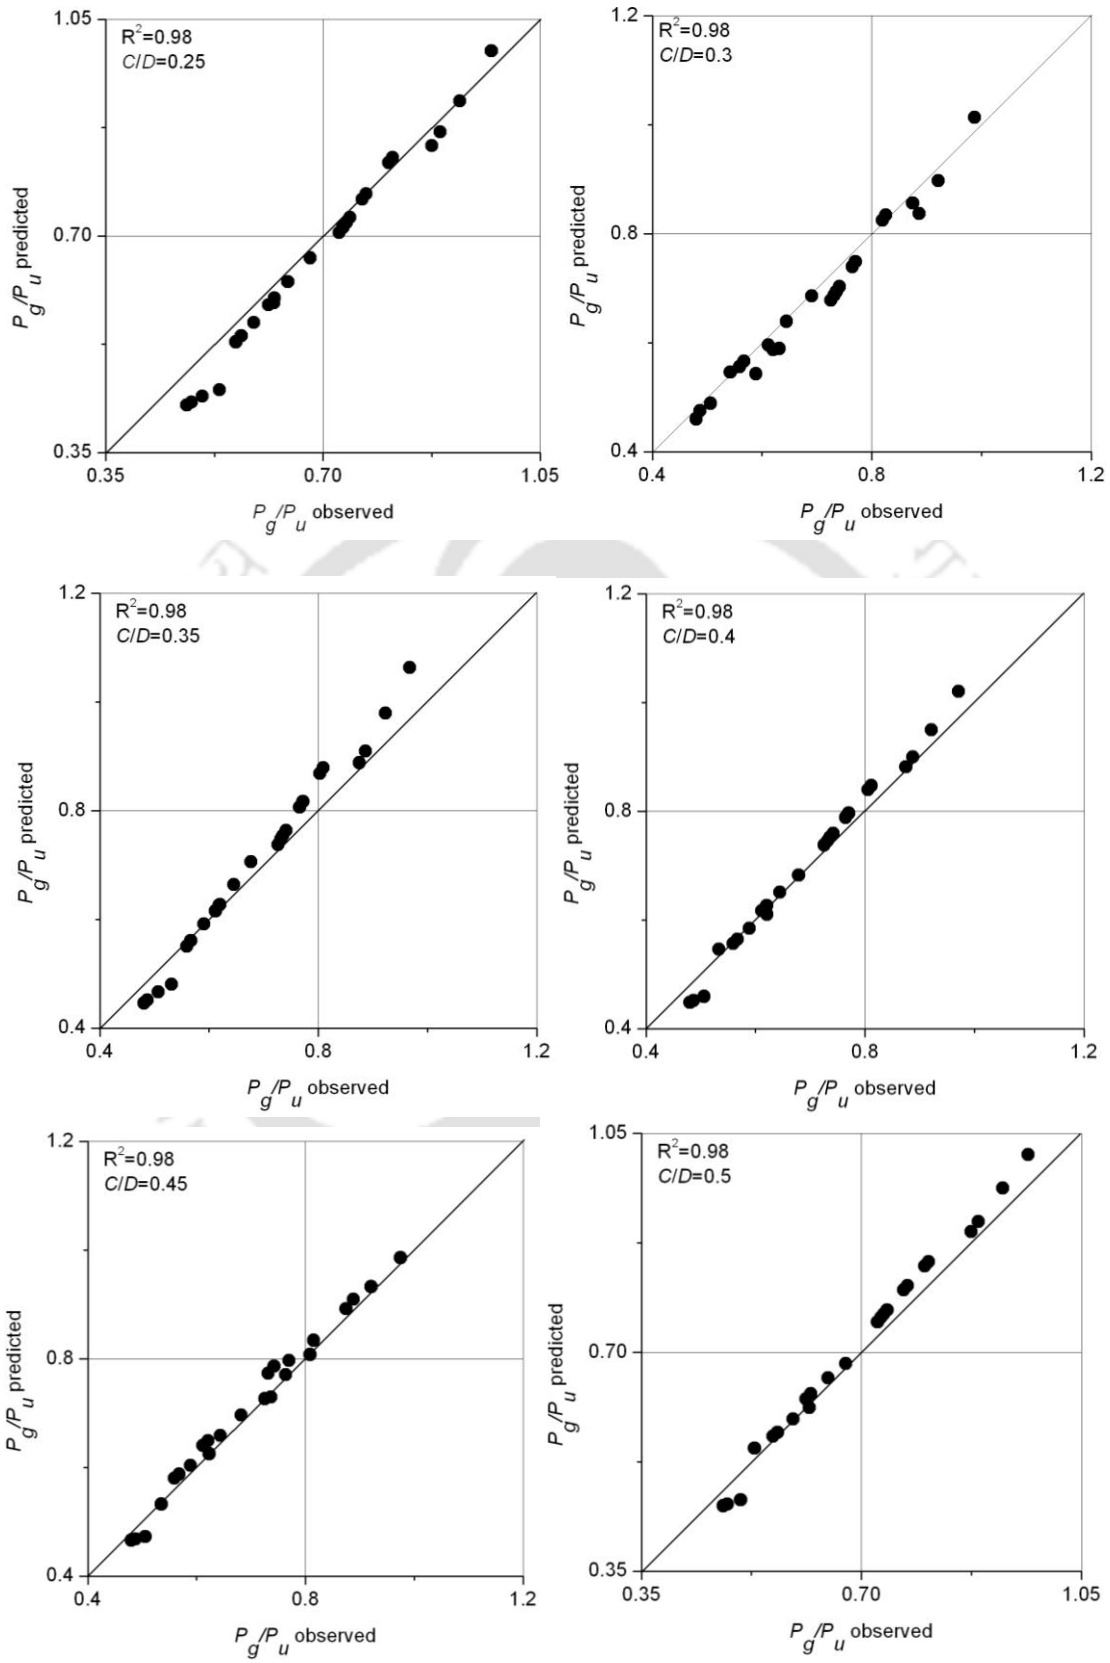 1.05
R²=0.98
C/D=0.25
0.70
0.35
0.35
0.70
1.05
Pg/Pu predicted
Pg/Pu observed
1.2
R²=0.98
C/D=0.3
0.8
0.4
0.4
0.8
1.2
Pg/Pu predicted
Pg/Pu observed
1.2
R²=0.98
C/D=0.35
0.8
0.4
0.4
0.8
1.2
Pg/Pu predicted
Pg/Pu observed
1.2
R²=0.98
C/D=0.4
0.8
0.4
0.4
0.8
1.2
Pg/Pu predicted
Pg/Pu observed
1.2
R²=0.98
C/D=0.45
0.8
0.4
0.4
0.8
1.2
Pg/Pu predicted
Pg/Pu observed
1.05
R²=0.98
C/D=0.5
0.70
0.35
0.35
0.70
1.05
Pg/Pu predicted
Pg/Pu observed